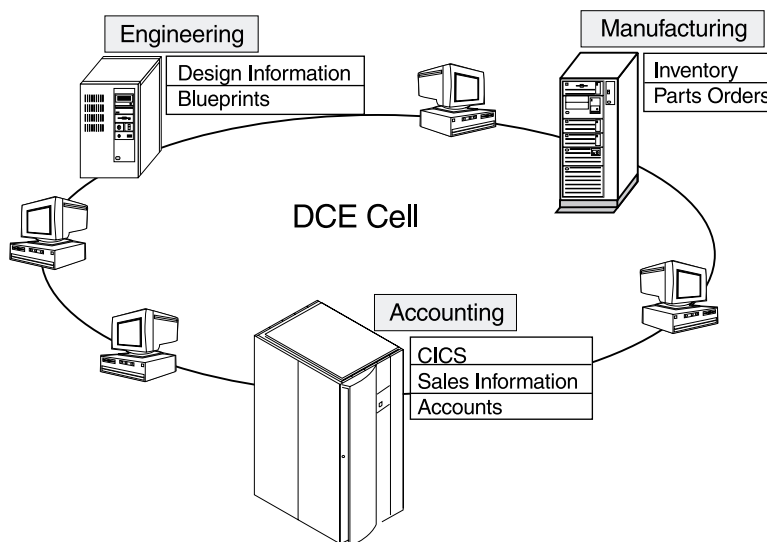 Engineering
Design Information
Blueprints
Manufacturing
Inventory
Parts Orders
DCE Cell
Accounting
CICS
Sales Information
Accounts